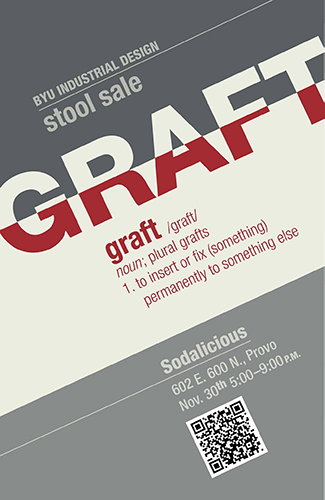 BYU INDUSTRIAL DESIGN
stool sale
GRAFT
graft /graft/
noun; plural grafts
1. to insert or fix (something)
permanently to something else
Sodalicious
602 E. 600 N., Provo
Nov. 30th 5:00–9:00 P.M.